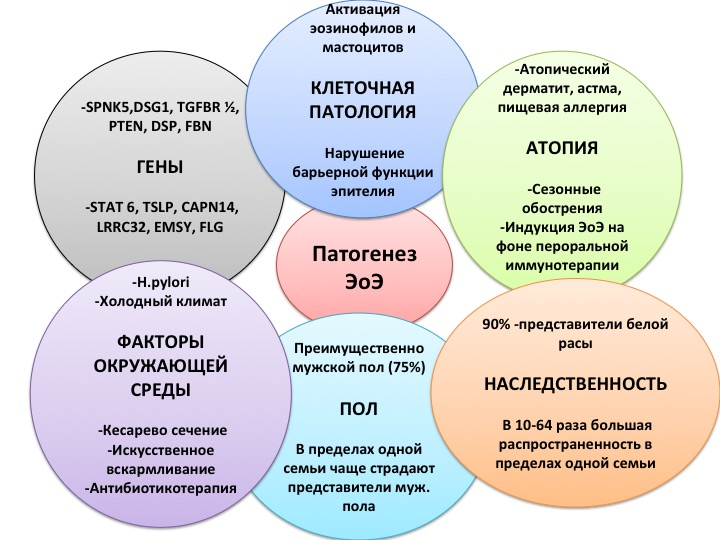 Активация
эозинофилов и
мастоцитов
КЛЕТОЧНАЯ
ПАТОЛОГИЯ
Нарушение
барьерной функции
эпителия
-SPNK5,DSG1, TGFBR ½,
PTEN, DSP, FBN
ГЕНЫ
-STAT 6, TSLP, CAPN14,
LRRC32, EMSY, FLG
-Атопический
дерматит, астма,
пищевая аллергия
АТОПИЯ
-Сезонные
обострения
-Индукция ЭоЭ на
фоне пероральной
иммунотерапии
Патогенез
ЭоЭ
-H.pylori
-Холодный климат
ФАКТОРЫ
ОКРУЖАЮЩЕЙ
СРЕДЫ
-Кесарево сечение
-Искусственное
вскармливание
-Антибиотикотерапия
Преимущественно
мужской пол (75%)
ПОЛ
В пределах одной
семьи чаще страдают
представители муж.
пола
90% -представители белой
расы
НАСЛЕДСТВЕННОСТЬ
В 10-64 раза большая
распространенность в
пределах одной семьи